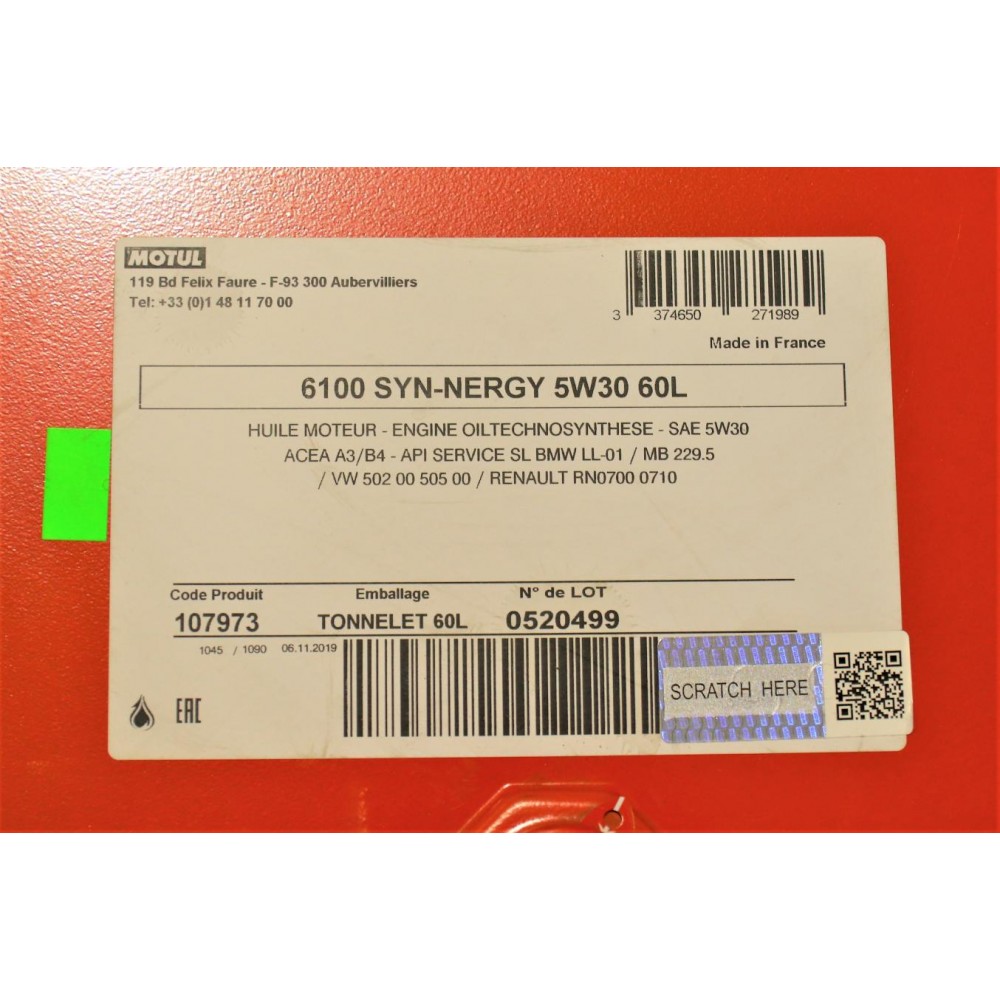 MOTUL
119 Bd Felix Faure - F-93 300 Aubervilliers
Tel: +33 (0)1 48 11 70 00
3 374650 271989
Made in France
6100 SYN-NERGY 5W30 60L
HUILE MOTEUR - ENGINE OILTECHNOSYNTHESE - SAE 5W30
ACEA A3/B4 - API SERVICE SL BMW LL-01 / MB 229.5
/ VW 502 00 505 00 / RENAULT RN0700 0710
Code Produit Emballage N° de LOT
107973 TONNELET 60L 0520499
1045 / 1090 06.11.2019
SCRATCH HERE
EAC